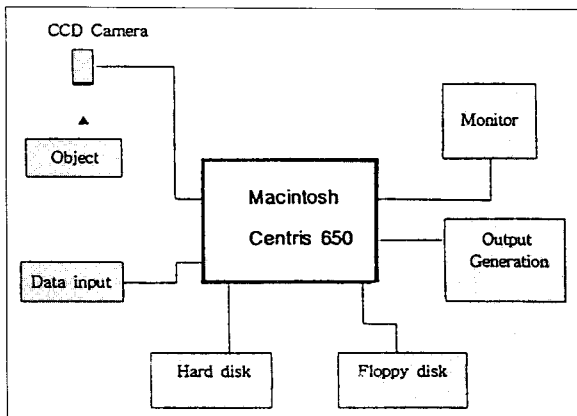 CCD Camera
Object
Macintosh
Centris 650
Monitor
Output
Generation
Data input
Hard disk
Floppy disk